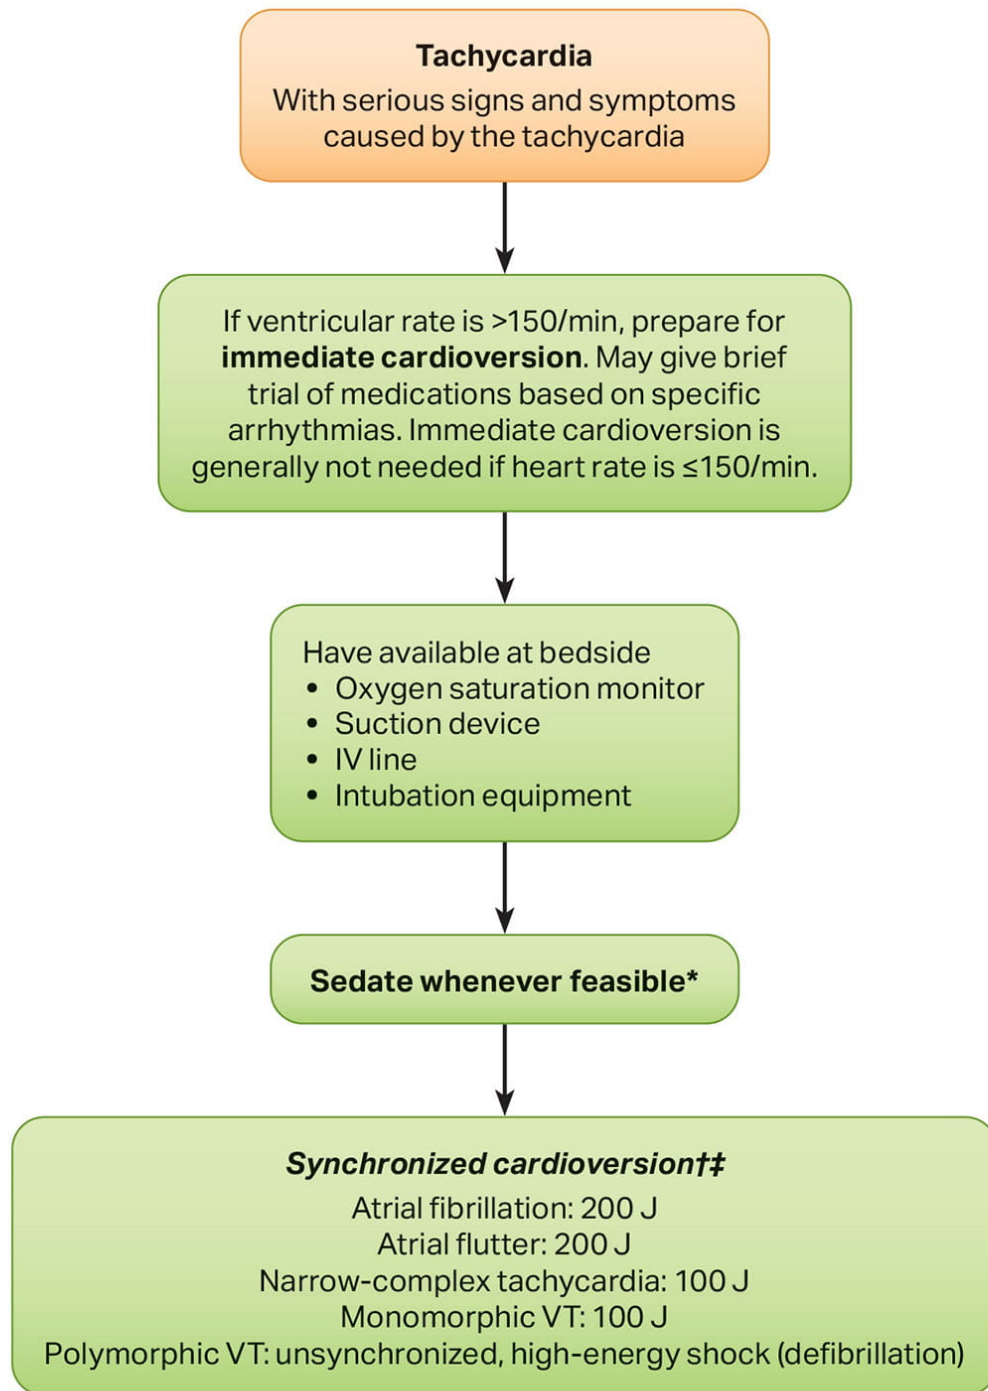 Tachycardia
With serious signs and symptoms
caused by the tachycardia
If ventricular rate is >150/min, prepare for
immediate cardioversion. May give brief
trial of medications based on specific
arrhythmias. Immediate cardioversion is
generally not needed if heart rate is ≤150/min.
Have available at bedside
• Oxygen saturation monitor
• Suction device
• IV line
• Intubation equipment
Sedate whenever feasible*
Synchronized cardioversion†‡
Atrial fibrillation: 200 J
Atrial flutter: 200 J
Narrow-complex tachycardia: 100 J
Monomorphic VT: 100 J
Polymorphic VT: unsynchronized, high-energy shock (defibrillation)